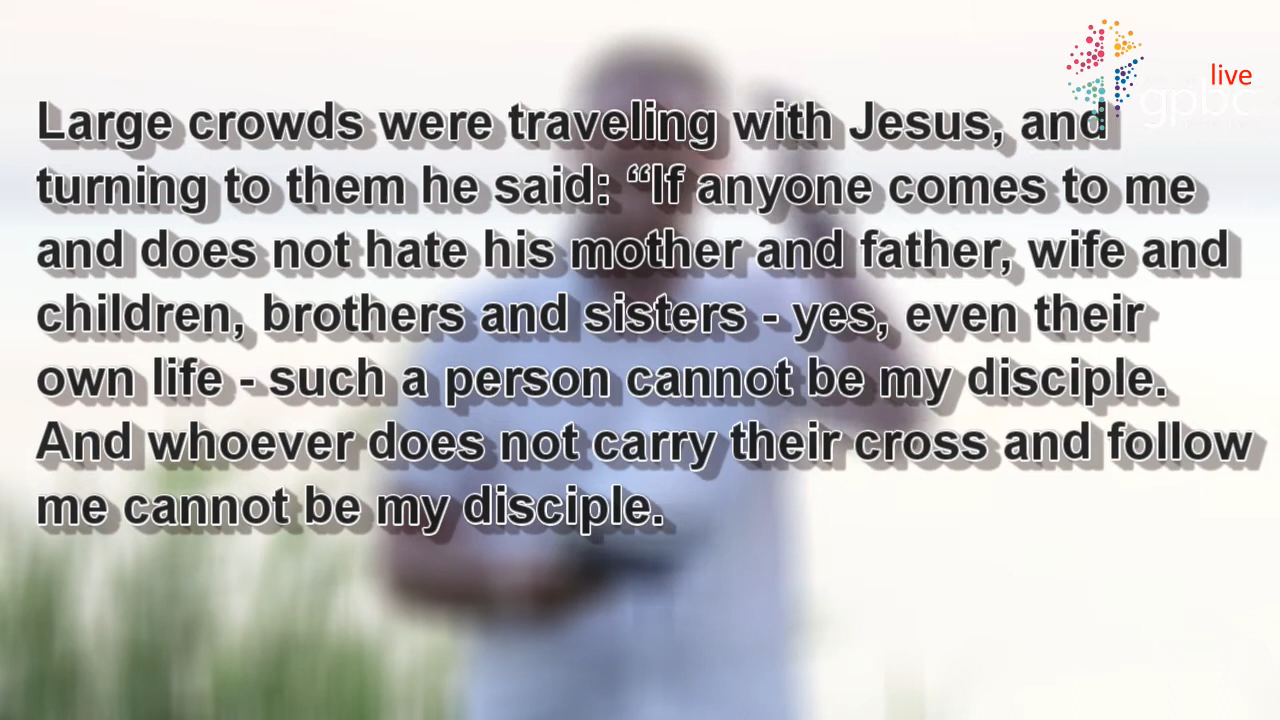 live
gpbc
Large crowds were traveling with Jesus, and
turning to them he said: “If anyone comes to me
and does not hate his mother and father, wife and
children, brothers and sisters - yes, even their
own life - such a person cannot be my disciple.
And whoever does not carry their cross and follow
me cannot be my disciple.